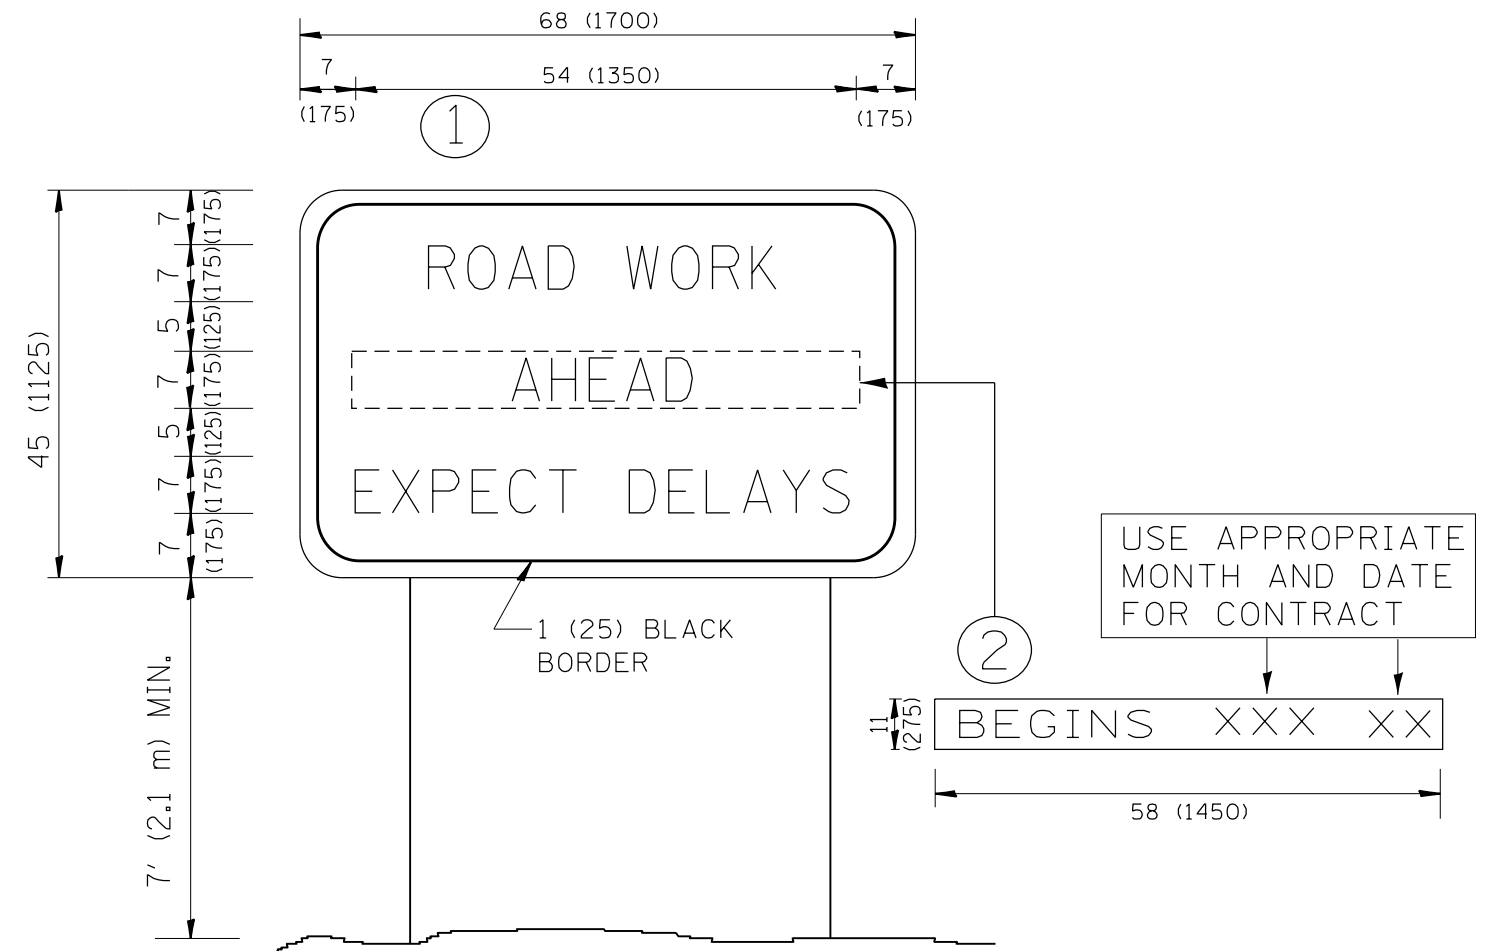 68 (1700)
7
54 (1350)
7
(175)
(175)
1
45 (1125)
7
(175)
7
(175)
5
(125)
7
(175)
5
(125)
7
(175)
7
(175)
ROAD WORK
AHEAD
EXPECT DELAYS
1 (25) BLACK
BORDER
7' (2.1 m) MIN.
USE APPROPRIATE
MONTH AND DATE
FOR CONTRACT
2
11
(275)
BEGINS XXX XX
58 (1450)